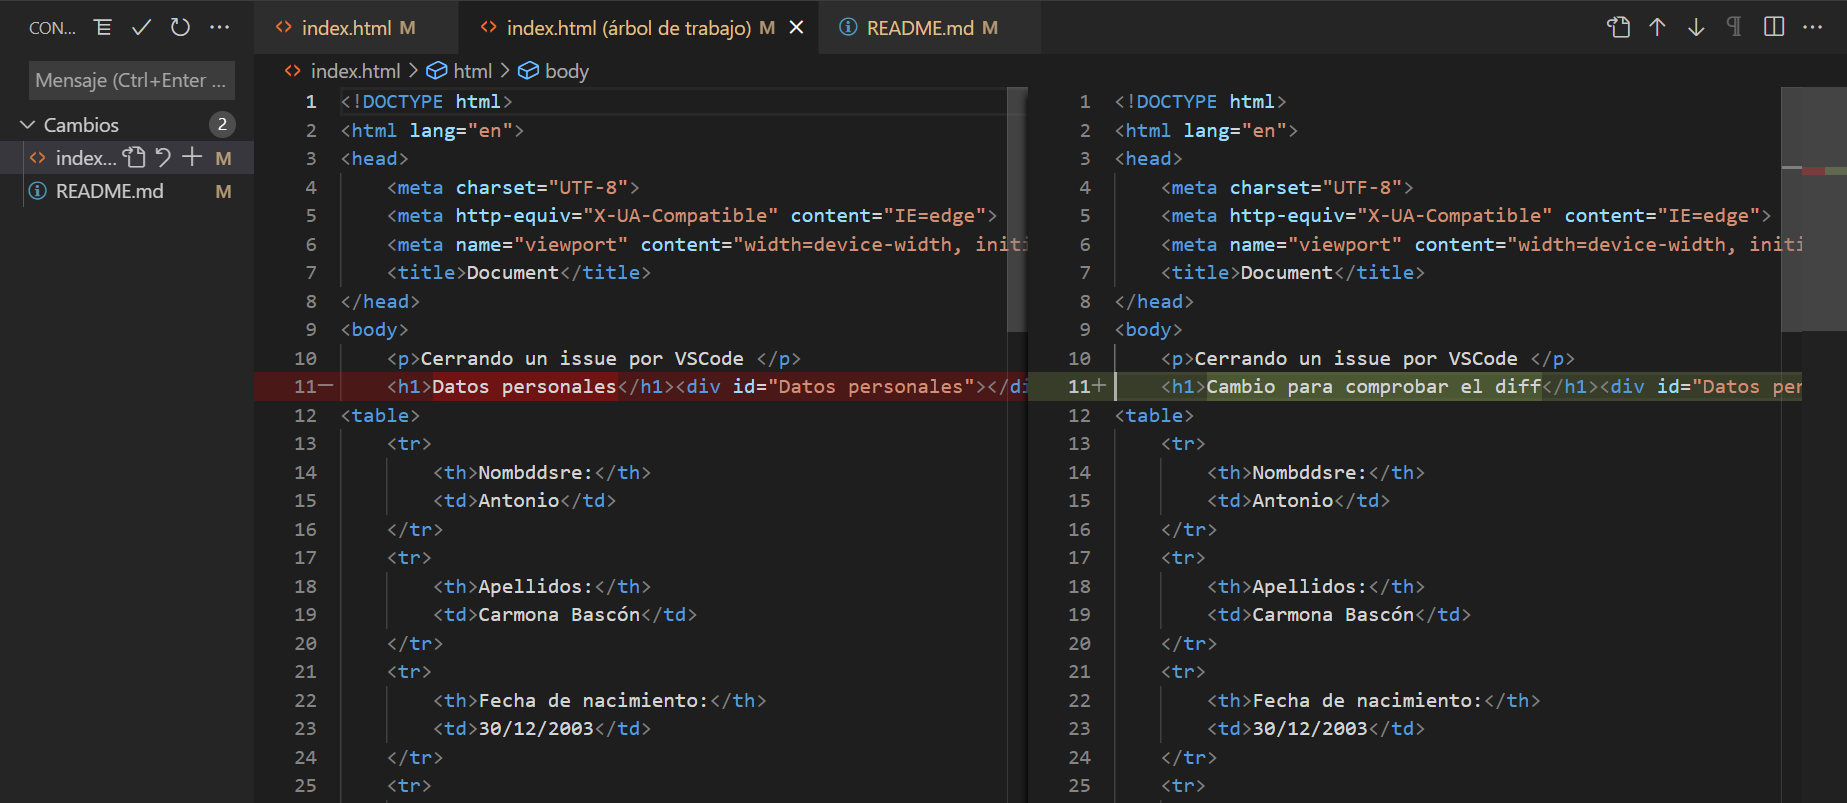 CON...
index.html M
index.html (árbol de trabajo) M
README.md M
Mensaje (Ctrl+Enter ...
index.html > html > body
Cambios 2
index... M
README.md M
1 <!DOCTYPE html>
2 <html lang="en">
3 <head>
4 <meta charset="UTF-8">
5 <meta http-equiv="X-UA-Compatible" content="IE=edge">
6 <meta name="viewport" content="width=device-width, initi
7 <title>Document</title>
8 </head>
9 <body>
10 <p>Cerrando un issue por VSCode </p>
11— <h1>Datos personales</h1><div id="Datos personales"></di
12 <table>
13 <tr>
14 <th>Nombddsre:</th>
15 <td>Antonio</td>
16 </tr>
17 <tr>
18 <th>Apellidos:</th>
19 <td>Carmona Bascón</td>
20 </tr>
21 <tr>
22 <th>Fecha de nacimiento:</th>
23 <td>30/12/2003</td>
24 </tr>
25 <tr>
1 <!DOCTYPE html>
2 <html lang="en">
3 <head>
4 <meta charset="UTF-8">
5 <meta http-equiv="X-UA-Compatible" content="IE=edge">
6 <meta name="viewport" content="width=device-width, initi
7 <title>Document</title>
8 </head>
9 <body>
10 <p>Cerrando un issue por VSCode </p>
11+ <h1>Cambio para comprobar el diff</h1><div id="Datos per
12 <table>
13 <tr>
14 <th>Nombddsre:</th>
15 <td>Antonio</td>
16 </tr>
17 <tr>
18 <th>Apellidos:</th>
19 <td>Carmona Bascón</td>
20 </tr>
21 <tr>
22 <th>Fecha de nacimiento:</th>
23 <td>30/12/2003</td>
24 </tr>
25 <tr>